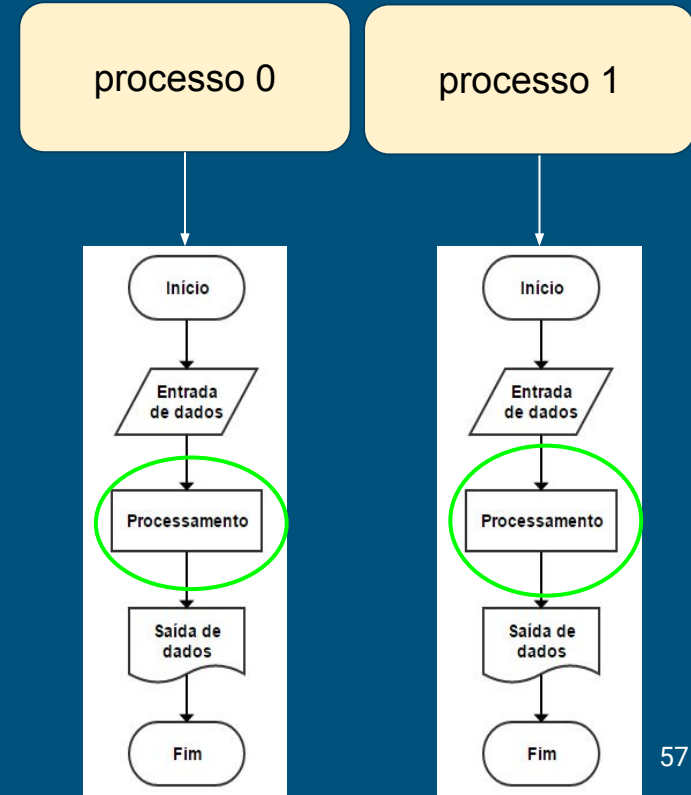 processo 0
processo 1
Início
Entrada
de dados
Processamento
Saída de
dados
Fim
Início
Entrada
de dados
Processamento
Saída de
dados
Fim
57